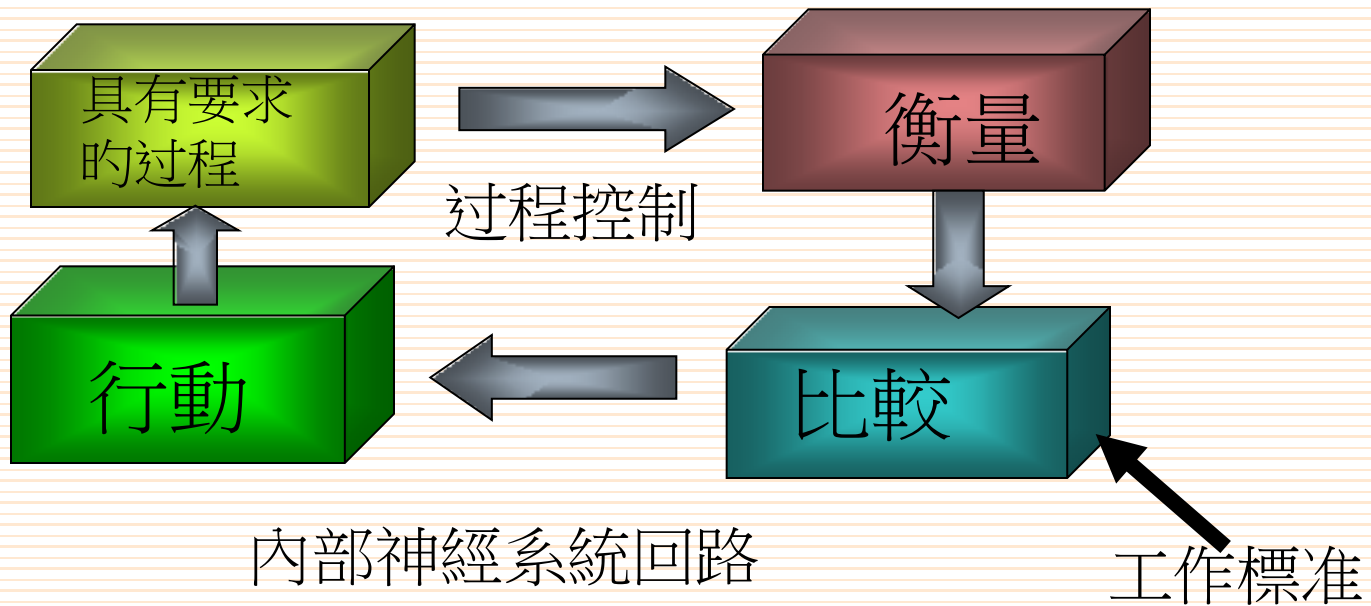 具有要求
旳过程
衡量
过程控制
行動
比較
內部神經系統回路
工作標准